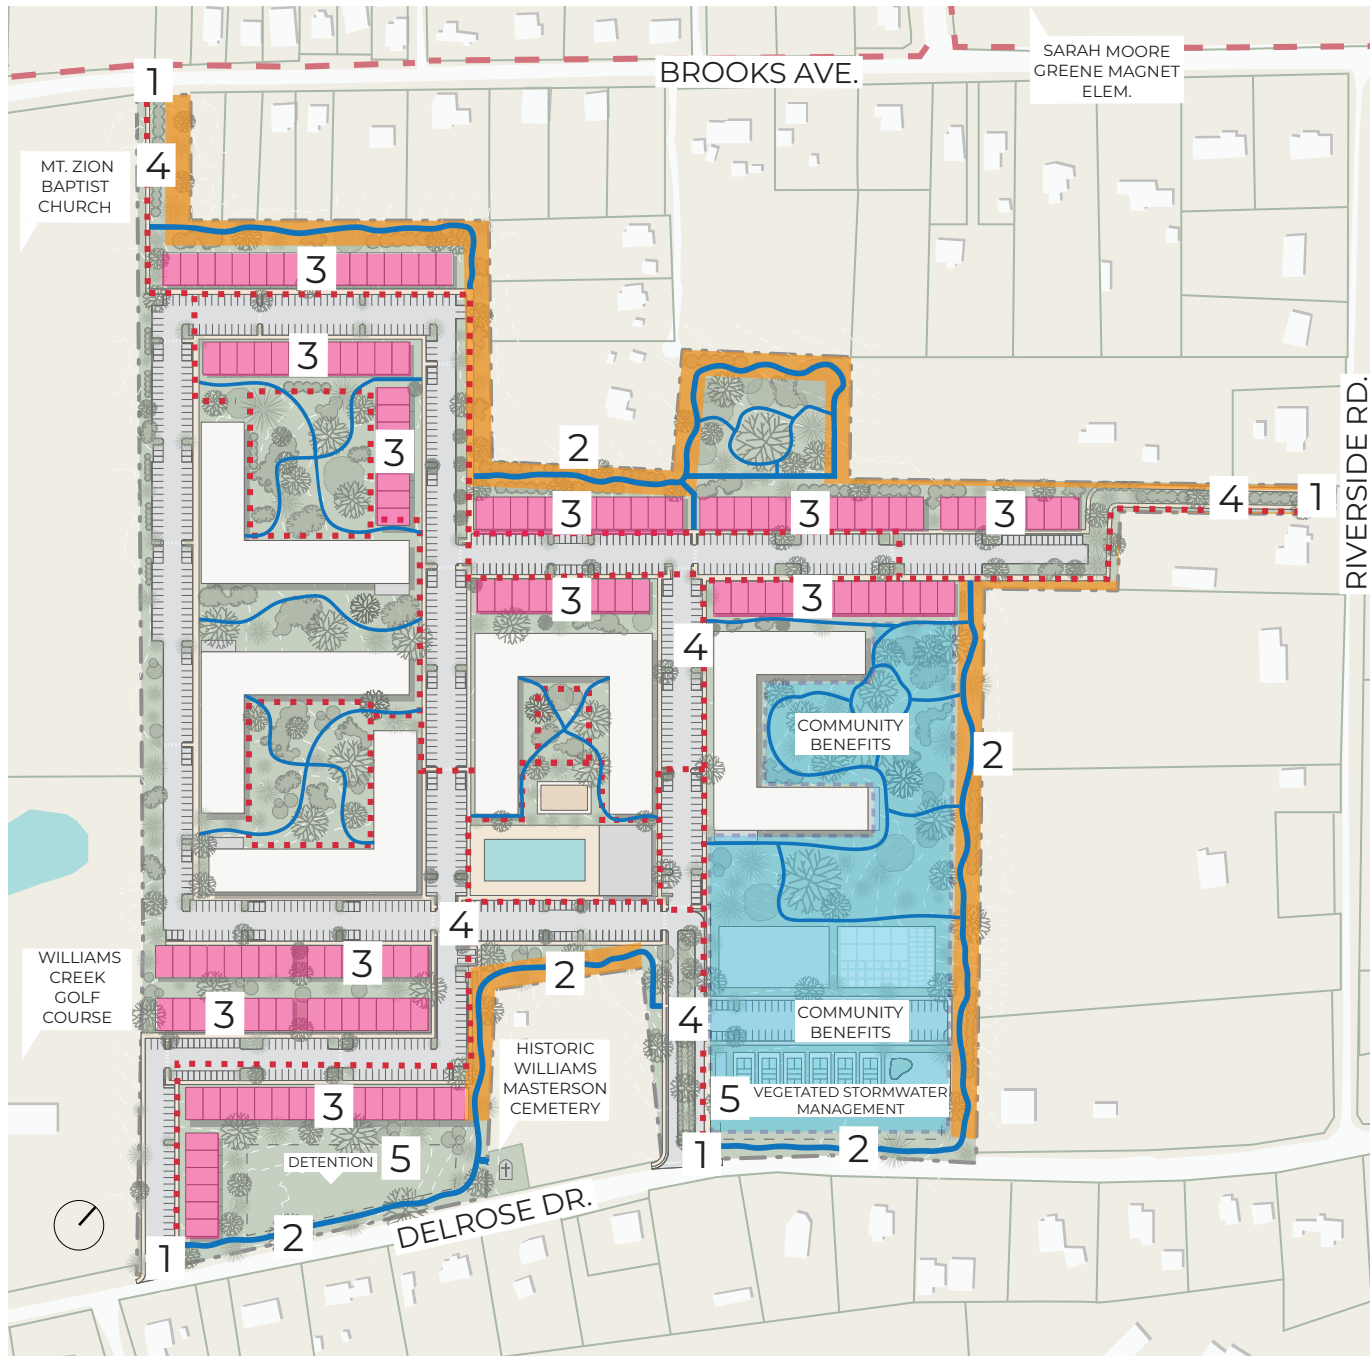 BROOKS AVE.
SARAH MOORE
GREENE MAGNET
ELEM.
1
4
MT. ZION
BAPTIST
CHURCH
3
3
3
2
3
3
3
4
1
RIVERSIDE RD.
3
3
4
COMMUNITY
BENEFITS
2
4
3
2
WILLIAMS
CREEK
GOLF
COURSE
3
4
COMMUNITY
BENEFITS
HISTORIC
WILLIAMS
MASTERSON
CEMETERY
5
VEGETATED STORMWATER
MANAGEMENT
3
DETENTION
5
1
2
DELROSE DR.
2
1